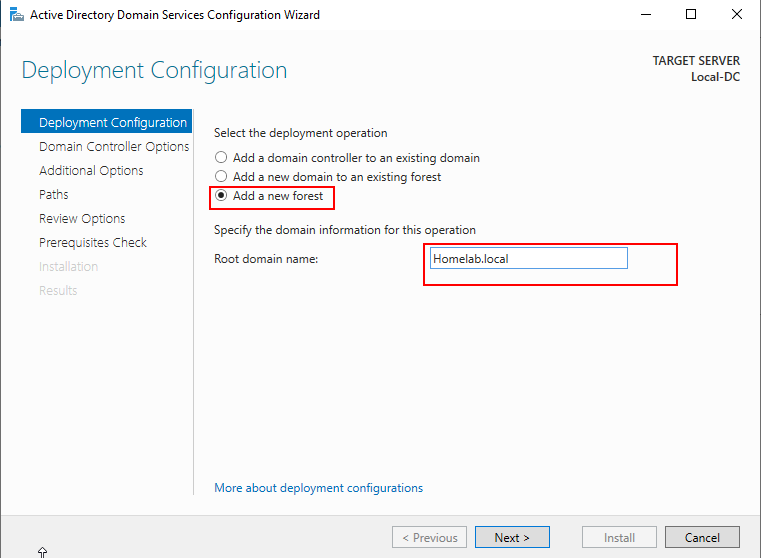 Active Directory Domain Services Configuration Wizard
Deployment Configuration
TARGET SERVER
Local-DC
Deployment Configuration
Domain Controller Options
Additional Options
Paths
Review Options
Prerequisites Check
Installation
Results
Select the deployment operation
Add a domain controller to an existing domain
Add a new domain to an existing forest
Add a new forest
Specify the domain information for this operation
Root domain name:
Homelab.local
More about deployment configurations
< Previous
Next >
Install
Cancel